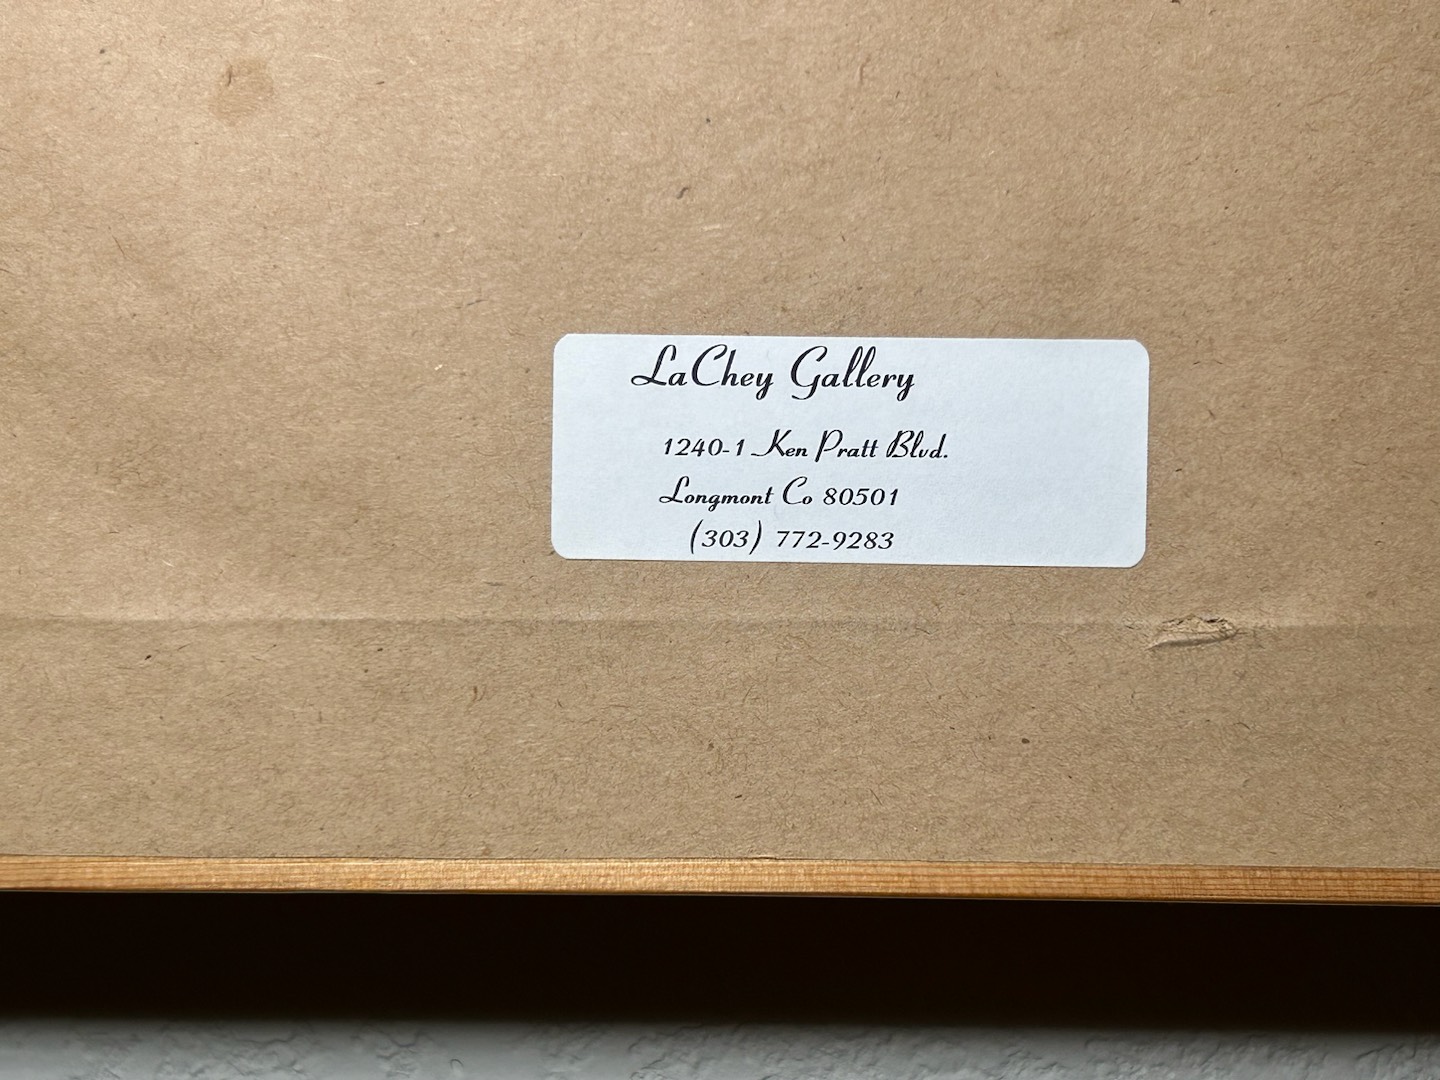 LaChey Gallery
1240-1 Ken Pratt Blvd.
Longmont Co 80501
(303) 772-9283